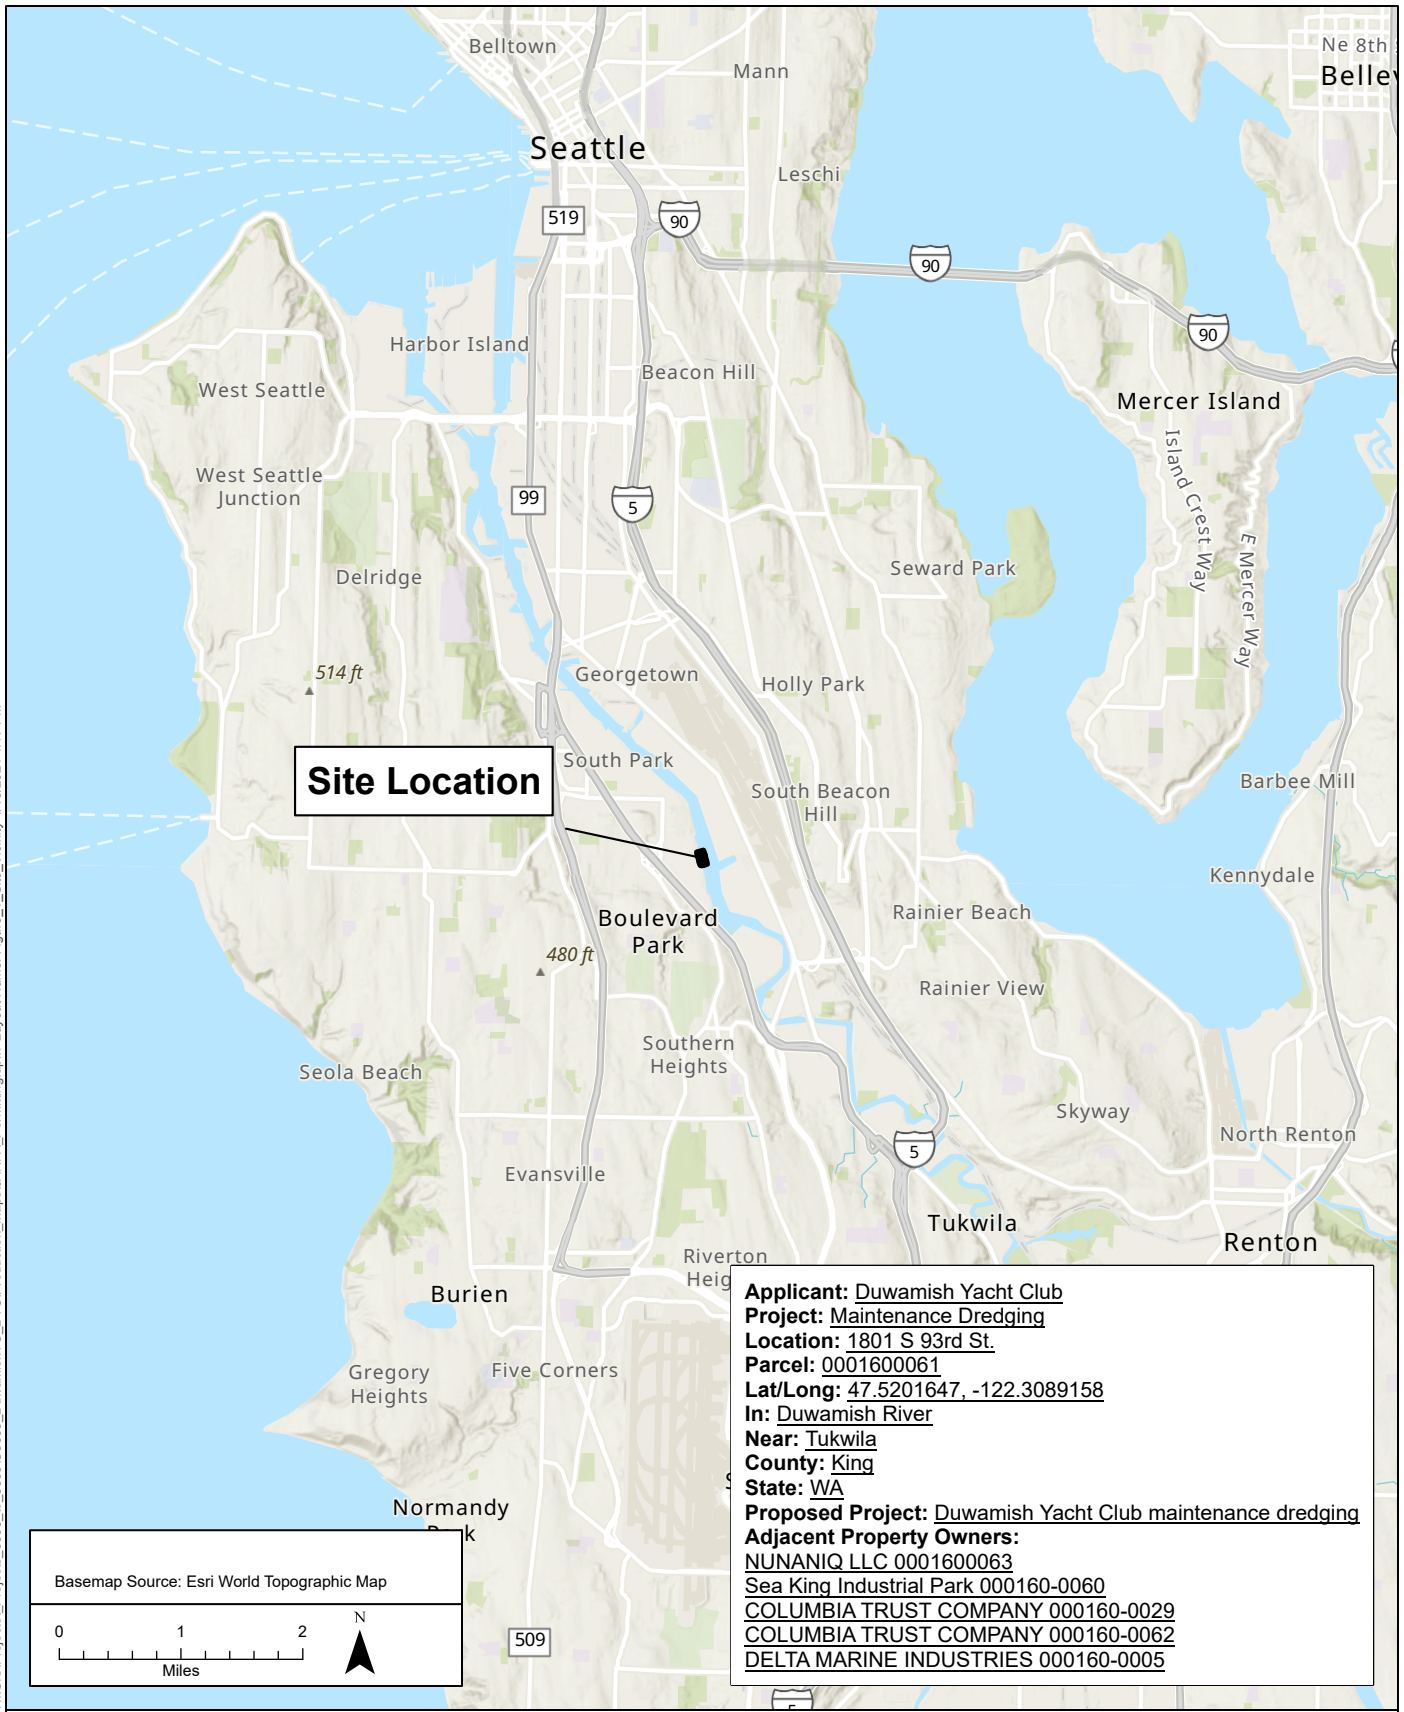 Belltown
Mann
Ne 8th
Bellev
Seattle
Leschi
519
90
90
90
Harbor Island
Beacon Hill
West Seattle
Mercer Island
West Seattle
Junction
Island Crest Way
E Mercer Way
99
5
Delridge
Seward Park
514 ft
Georgetown
Holly Park
Site Location
South Park
South Beacon
Hill
Barbee Mill
Kennydale
Boulevard
Park
Rainier Beach
480 ft
Rainier View
Southern
Heights
Seola Beach
Skyway
North Renton
5
Evansville
Tukwila
Renton
Riverton
Heig
Burien
Gregory
Heights
Five Corners
Normandy
Park
509
5
Applicant: Duwamish Yacht Club
Project: Maintenance Dredging
Location: 1801 S 93rd St.
Parcel: 0001600061
Lat/Long: 47.5201647, -122.3089158
In: Duwamish River
Near: Tukwila
County: King
State: WA
Proposed Project: Duwamish Yacht Club maintenance dredging
Adjacent Property Owners:
NUNANIQ LLC 0001600063
Sea King Industrial Park 000160-0060
COLUMBIA TRUST COMPANY 000160-0029
COLUMBIA TRUST COMPANY 000160-0062
DELTA MARINE INDUSTRIES 000160-0005
Basemap Source: Esri World Topographic Map
0 1 2
Miles
N